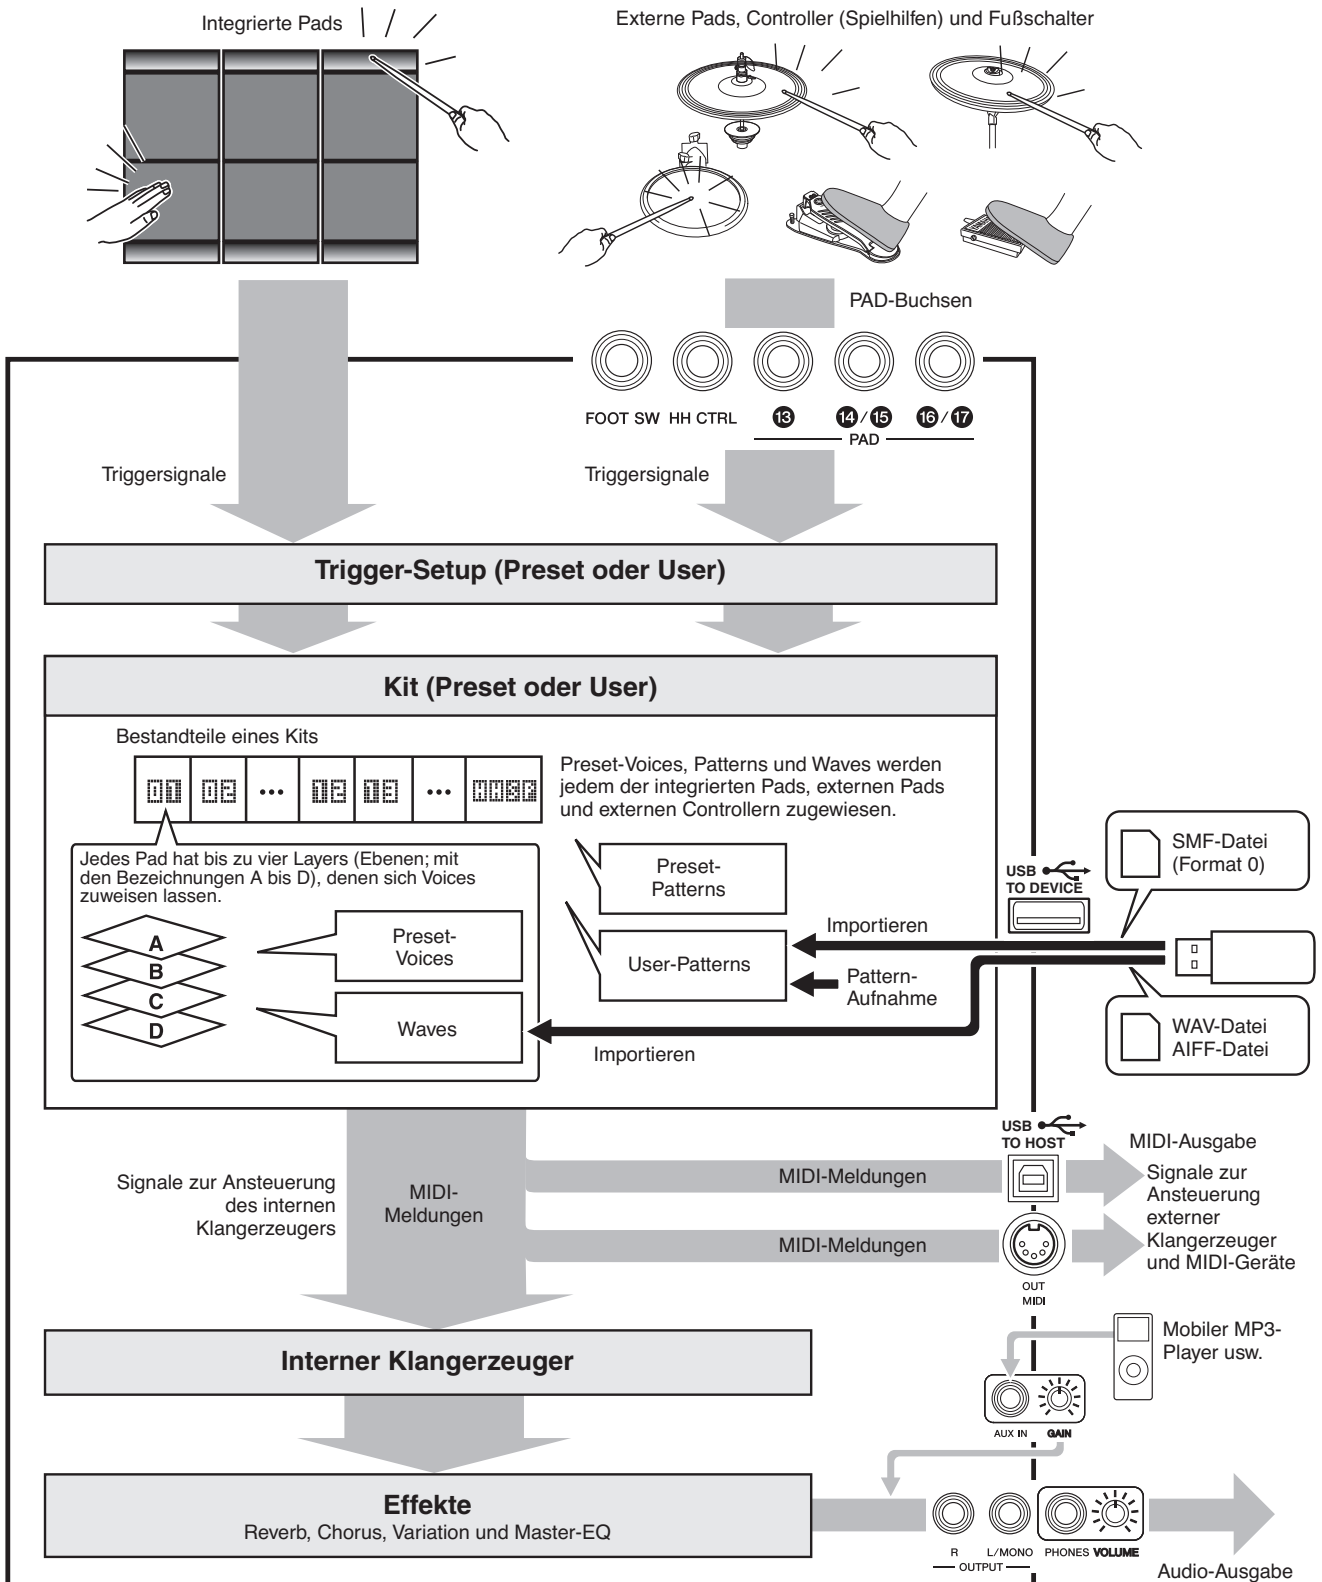 Integrierte Pads
Externe Pads, Controller (Spielhilfen) und Fußschalter
PAD-Buchsen
FOOT SW HH CTRL 13 14/15 16/17
PAD
Triggersignale
Triggersignale
Trigger-Setup (Preset oder User)
Kit (Preset oder User)
Bestandteile eines Kits
01 02 ••• 12 13 •••
Preset-Voices, Patterns und Waves werden
jedem der integrierten Pads, externen Pads
und externen Controllern zugewiesen.
Jedes Pad hat bis zu vier Layers (Ebenen; mit
den Bezeichnungen A bis D), denen sich Voices
zuweisen lassen.
A
B
C
D
Preset-
Voices
Waves
Preset-
Patterns
User-Patterns
Importieren
Pattern-
Aufnahme
Importieren
USB
TO DEVICE
SMF-Datei
(Format 0)
WAV-Datei
AIFF-Datei
USB
TO HOST
MIDI-Ausgabe
Signale zur
Ansteuerung
externer
Klangerzeuger
und MIDI-Geräte
Signale zur Ansteuerung
des internen
Klangerzeugers
MIDI-
Meldungen
MIDI-Meldungen
MIDI-Meldungen
OUT
MIDI
Mobiler MP3-
Player usw.
Interner Klangerzeuger
AUX IN GAIN
Effekte
Reverb, Chorus, Variation und Master-EQ
R L/MONO PHONES VOLUME
OUTPUT
Audio-Ausgabe